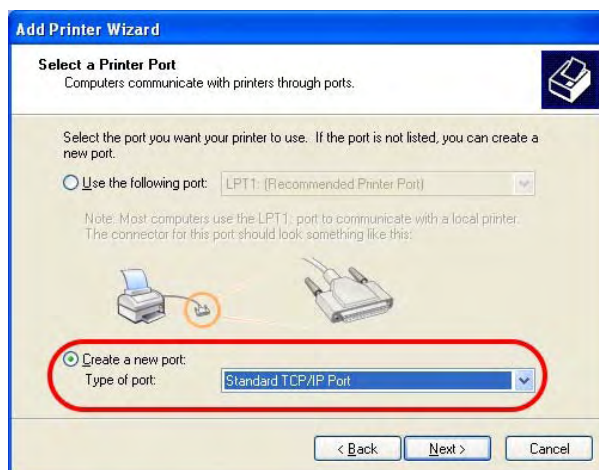 Add Printer Wizard
Select a Printer Port
Computers communicate with printers through ports.
Select the port you want your printer to use. If the port is not listed, you can create a
new port.
Use the following port: LPT1: (Recommended Printer Port)
Note: Most computers use the LPT1: port to communicate with a local printer.
The connector for this port should look something like this:
Create a new port:
Type of port: Standard TCP/IP Port
< Back Next > Cancel